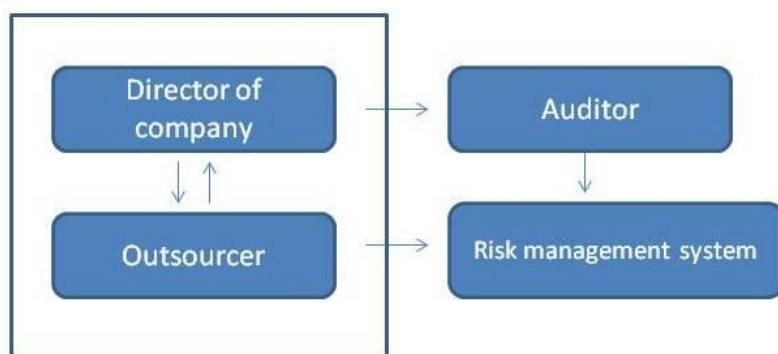 Director of
company
Auditor
Outsourcer
Risk management system